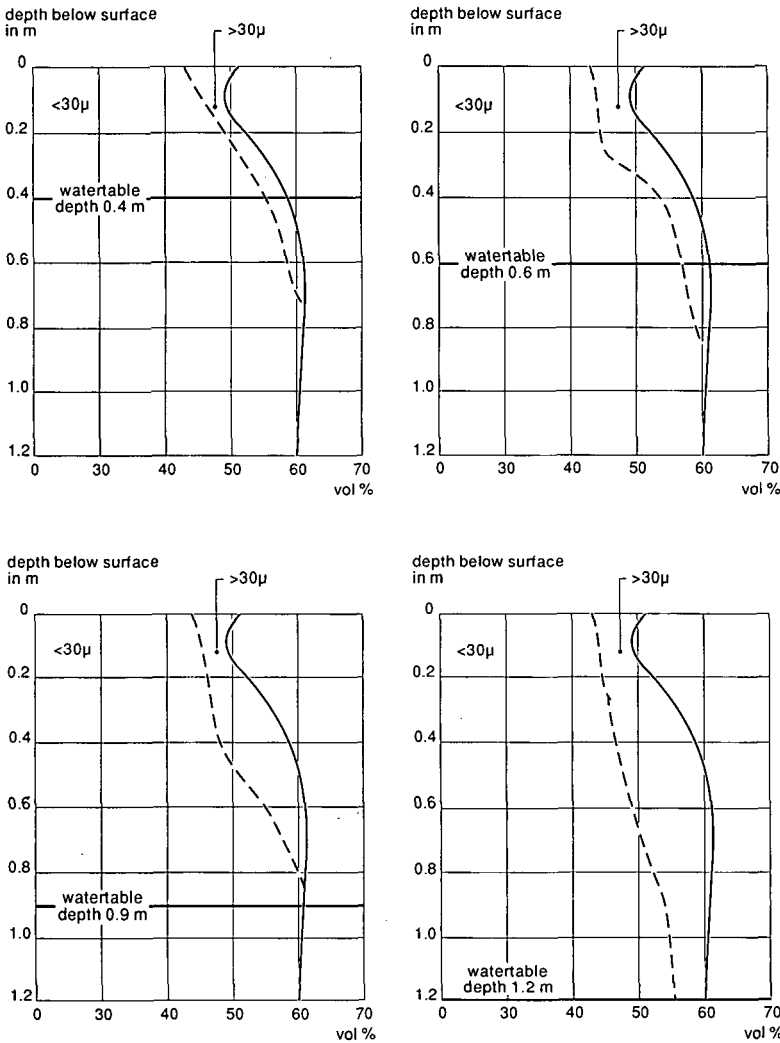 depth below surface
in m
>30µ
0
<30µ
0.2
watertable
0.4
depth 0.4 m
0.6
0.8
1.0
1.2
0 30 40 50 60 70
vol %
depth below surface
in m
>30µ
0
<30µ
0.2
0.4
watertable
0.6
depth 0.6 m
0.8
1.0
1.2
0 30 40 50 60 70
vol %
depth below surface
in m
>30µ
0
<30µ
0.2
0.4
0.6
0.8
watertable
depth 0.9 m
1.0
1.2
0 30 40 50 60 70
vol %
depth below surface
in m
>30µ
0
<30µ
0.2
0.4
0.6
0.8
1.0
watertable
1.2
depth 1.2 m
0 30 40 50 60 70
vol %